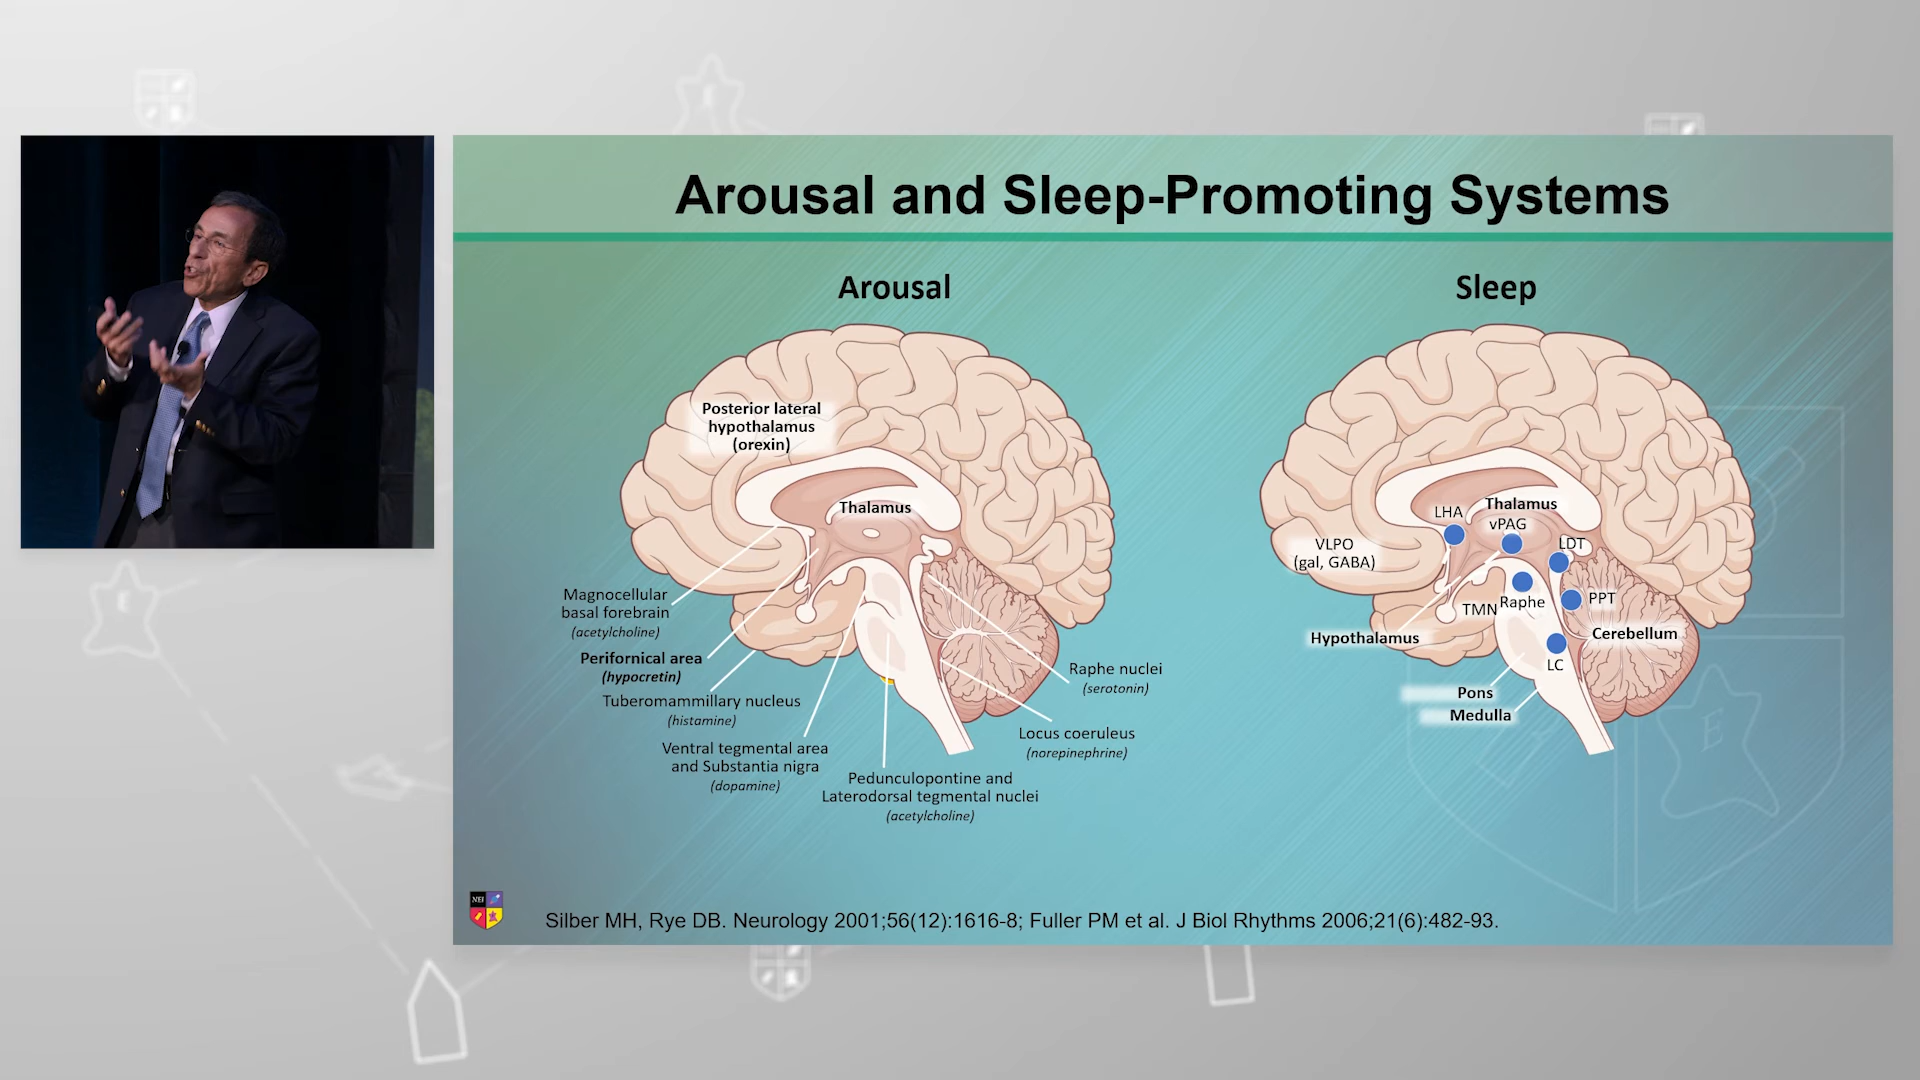 Arousal and Sleep-Promoting Systems
Arousal
Posterior lateral
hypothalamus
(orexin)
Thalamus
Magnocellular
basal forebrain
(acetylcholine)
Perifornical area
(hypocretin)
Tuberomammillary nucleus
(histamine)
Ventral tegmental area
and Substantia nigra
(dopamine)
Pedunculopontine and
Laterodorsal tegmental nuclei
(acetylcholine)
Raphe nuclei
(serotonin)
Locus coeruleus
(norepinephrine)
Sleep
LHA
Thalamus
vPAG
VLPO
(gal, GABA)
LDT
TMN
Raphe
PPT
Hypothalamus
Cerebellum
LC
Pons
Medulla
NEI
Silber MH, Rye DB. Neurology 2001;56(12):1616-8; Fuller PM et al. J Biol Rhythms 2006;21(6):482-93.